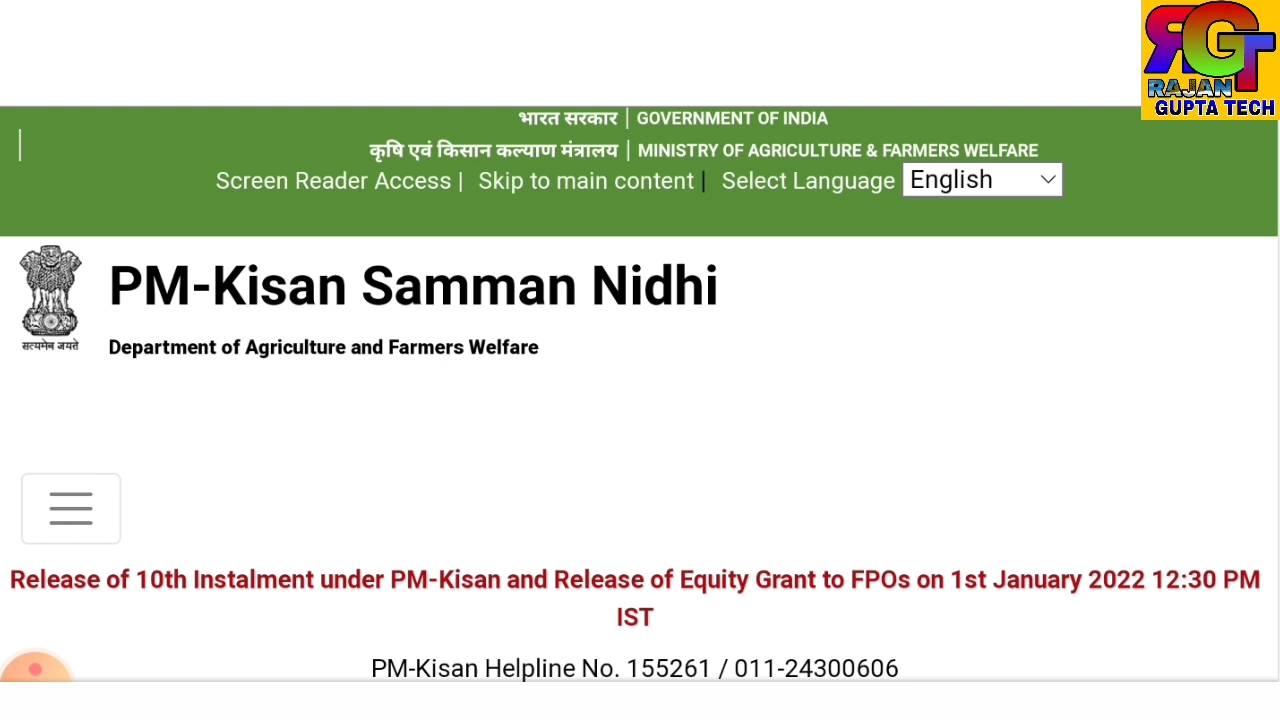 RGT
RAJAN
GUPTA TECH
भारत सरकार | GOVERNMENT OF INDIA
कृषि एवं किसान कल्याण मंत्रालय | MINISTRY OF AGRICULTURE & FARMERS WELFARE
Screen Reader Access | Skip to main content | Select Language English
PM-Kisan Samman Nidhi
सत्यमेव जयते
Department of Agriculture and Farmers Welfare
Release of 10th Instalment under PM-Kisan and Release of Equity Grant to FPOs on 1st January 2022 12:30 PM
IST
PM-Kisan Helpline No. 155261 / 011-24300606